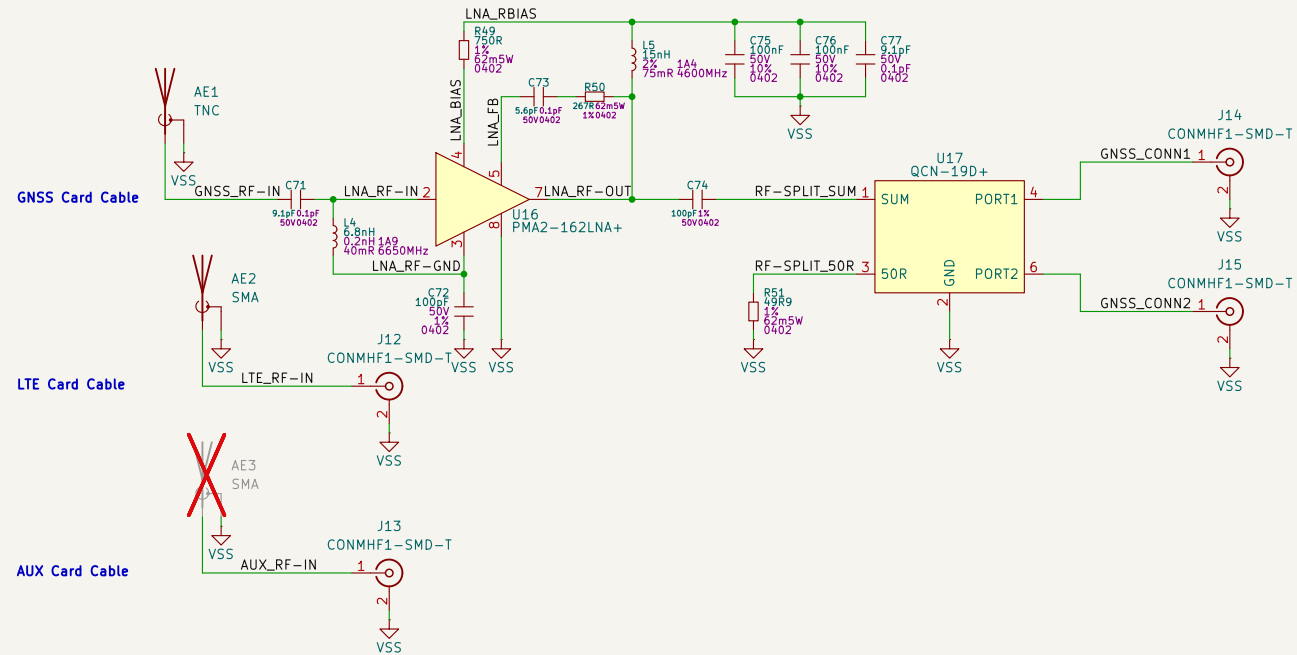 LNA_RBIAS
R49
750R
1%
62m5W
0402
L5
15nH
2% 1A4
75mR 4600MHz
C75
100nF
50V
10%
0402
C76
100nF
50V
10%
0402
C77
9.1pF
50V
0.1pF
0402
VSS
AE1
TNC
VSS
LNA_BIAS
LNA_FB
C73
5.6pF 0.1pF
50V 0402
R50
267R 62m5W
1% 0402
GNSS Card Cable
GNSS_RF-IN
C71
9.1pF 0.1pF
50V 0402
LNA_RF-IN
2
4
5
7
8
3
LNA_RF-OUT
U16
PMA2-162LNA+
L4
6.8nH
0.2nH 1A9
40mR 6650MHz
LNA_RF-GND
C72
100pF
50V
1%
0402
VSS
VSS
C74
100pF 1%
50V 0402
RF-SPLIT_SUM
1
U17
QCN-19D+
SUM
PORT1
4
50R
GND
PORT2
6
2
VSS
RF-SPLIT_50R
3
R51
49R9
1%
62m5W
0402
VSS
J14
CONMHF1-SMD-T
GNSS_CONN1
1
2
VSS
J15
CONMHF1-SMD-T
GNSS_CONN2
1
2
VSS
AE2
SMA
VSS
LTE Card Cable
LTE_RF-IN
J12
CONMHF1-SMD-T
1
2
VSS
AE3
SMA
VSS
AUX Card Cable
AUX_RF-IN
J13
CONMHF1-SMD-T
1
2
VSS